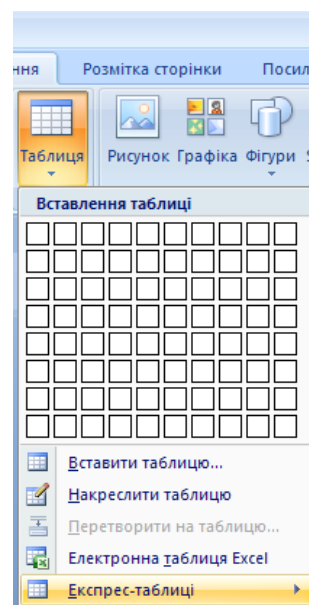 ння Розмітка сторінки Посил
Таблиця Рисунок Графіка Фігури
Вставлення таблиці
Вставити таблицю...
Накреслити таблицю
Перетворити на таблицю...
Електронна таблиця Excel
Експрес-таблиці